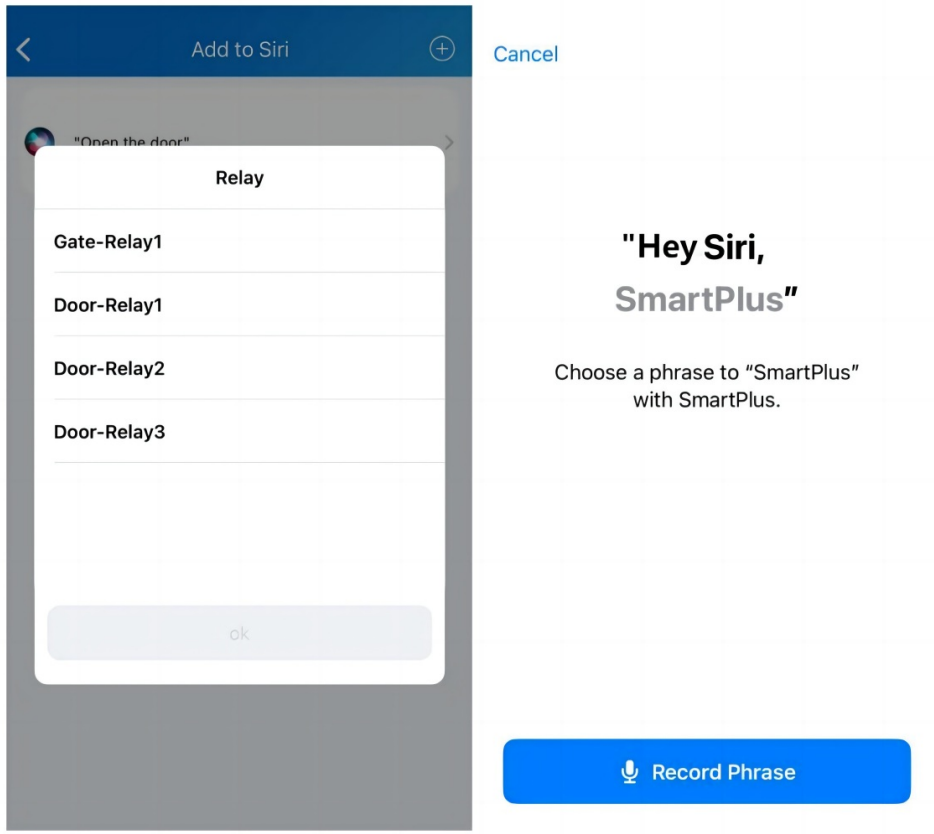 Add to Siri
"Open the door"
Relay
Gate-Relay1
Door-Relay1
Door-Relay2
Door-Relay3
ok
Cancel
"Hey Siri,
SmartPlus"
Choose a phrase to "SmartPlus"
with SmartPlus.
Record Phrase